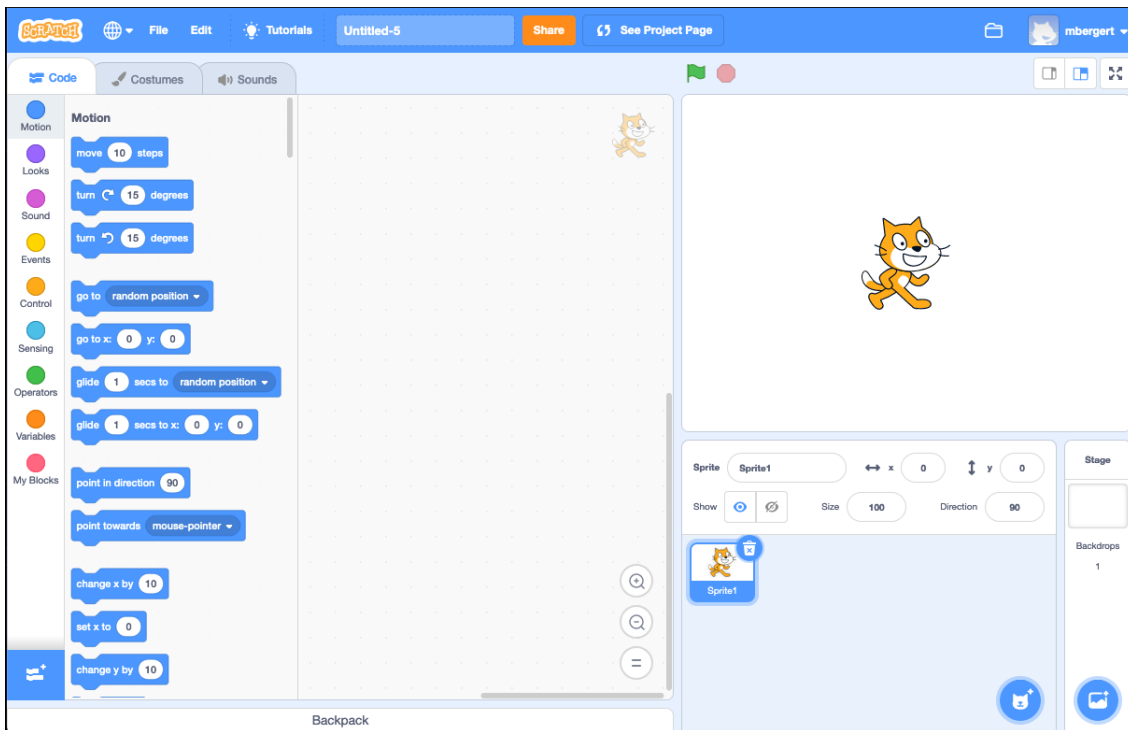 SCRATCH File Edit Tutorials Untitled-5 Share See Project Page mbergert
Code Costumes Sounds
Motion
Looks
Sound
Events
Control
Sensing
Operators
Variables
My Blocks
Motion
move 10 steps
turn 15 degrees
turn 15 degrees
go to random position
go to x: 0 y: 0
glide 1 secs to random position
glide 1 secs to x: 0 y: 0
point in direction 90
point towards mouse-pointer
change x by 10
set x to 0
change y by 10
Backpack
Sprite Sprite1 x 0 y 0
Show Size 100 Direction 90
Sprite1
Stage
Backdrops
1